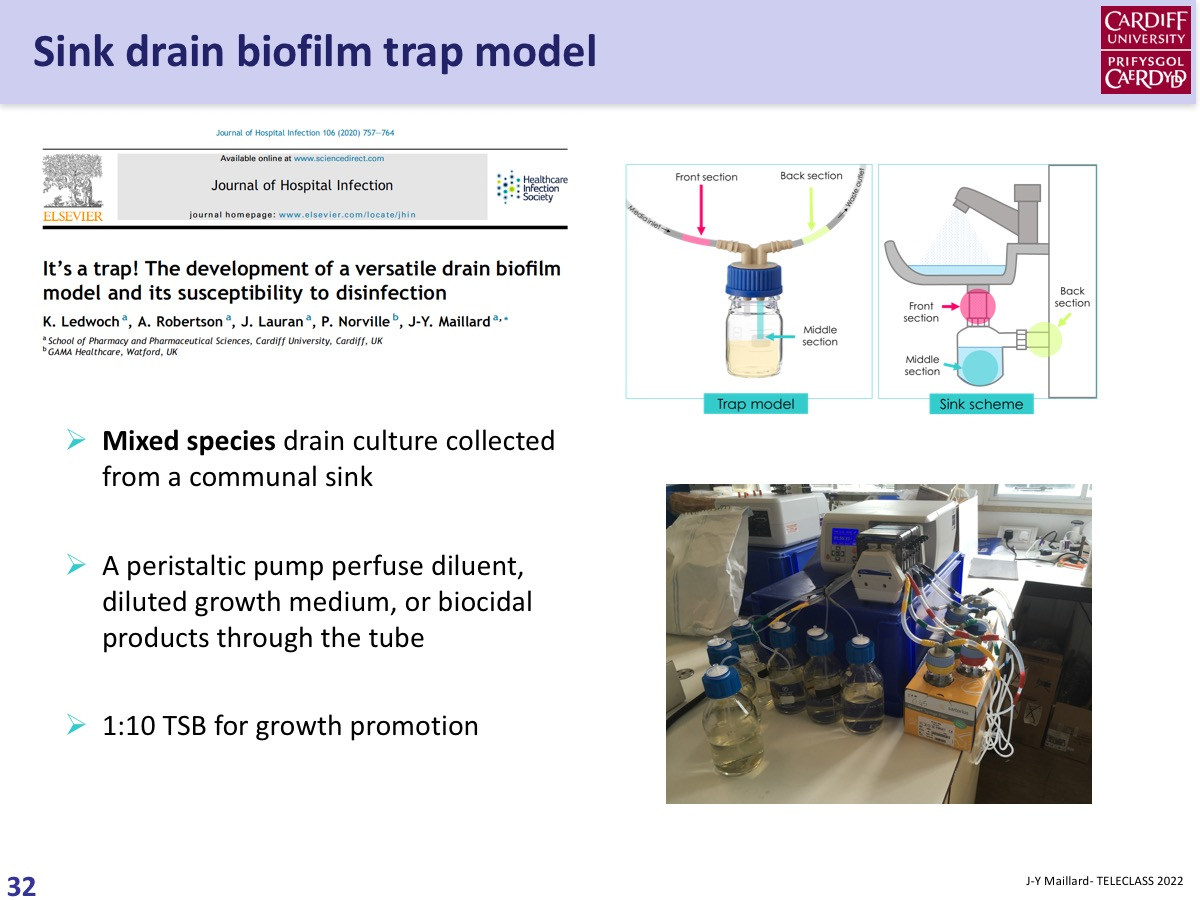 Sink drain biofilm trap model
CARDIFF
UNIVERSITY
PRIFYSGOL
CAERDYDD
Journal of Hospital Infection 106 (2020) 757–764
Available online at www.sciencedirect.com
Journal of Hospital Infection
journal homepage: www.elsevier.com/locate/jhin
ELSEVIER
Healthcare
Infection
Society
It's a trap! The development of a versatile drain biofilm
model and its susceptibility to disinfection
K. Ledwoch a, A. Robertson a, J. Lauran a, P. Norville b, J-Y. Maillard a,*
a School of Pharmacy and Pharmaceutical Sciences, Cardiff University, Cardiff, UK
b GAMA Healthcare, Watford, UK
Mixed species drain culture collected
from a communal sink
A peristaltic pump perfuse diluent,
diluted growth medium, or biocidal
products through the tube
1:10 TSB for growth promotion
Front section
Back section
Media inlet
Waste outlet
Middle
section
Trap model
Front
section
Back
section
Middle
section
Sink scheme
32
J-Y Maillard- TELECLASS 2022